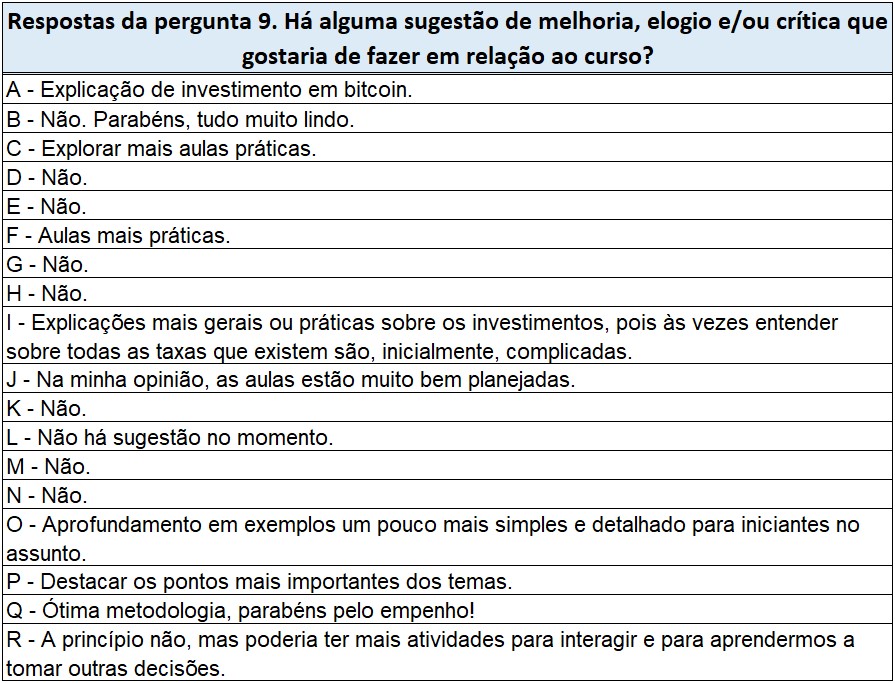 Respostas da pergunta 9. Há alguma sugestão de melhoria, elogio e/ou crítica que
gostaria de fazer em relação ao curso?
A - Explicação de investimento em bitcoin.
B - Não. Parabéns, tudo muito lindo.
C - Explorar mais aulas práticas.
D - Não.
E - Não.
F - Aulas mais práticas.
G - Não.
H - Não.
I - Explicações mais gerais ou práticas sobre os investimentos, pois às vezes entender
sobre todas as taxas que existem são, inicialmente, complicadas.
J - Na minha opinião, as aulas estão muito bem planejadas.
K - Não.
L - Não há sugestão no momento.
M - Não.
N - Não.
O - Aprofundamento em exemplos um pouco mais simples e detalhado para iniciantes no
assunto.
P - Destacar os pontos mais importantes dos temas.
Q - Ótima metodologia, parabéns pelo empenho!
R - A princípio não, mas poderia ter mais atividades para interagir e para aprendermos a
tomar outras decisões.